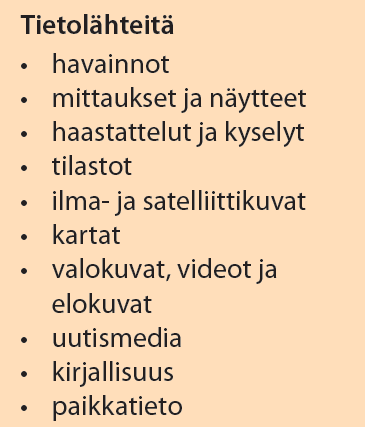 Tietolähteitä
• havainnot
• mittaukset ja näytteet
• haastattelut ja kyselyt
• tilastot
• ilma- ja satelliittikuvat
• kartat
• valokuvat, videot ja
elokuvat
• uutismedia
• kirjallisuus
• paikkatieto